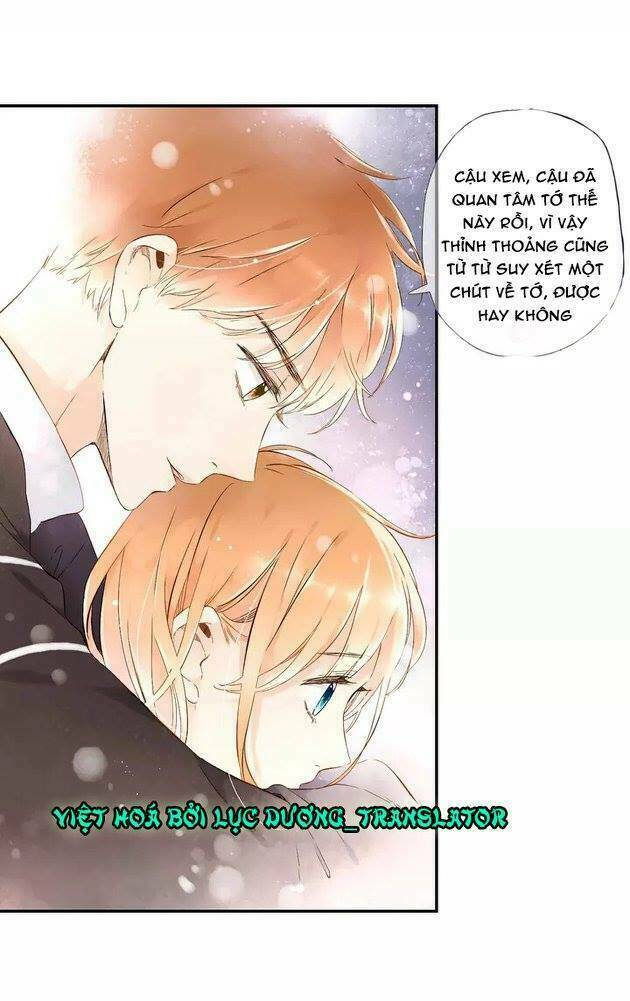 CẬU XEM, CẬU ĐÃ
QUAN TÂM TỚ THẾ
NÀY RỒI, VÌ VẬY
THỈNH THOẢNG CŨNG
TỪ TỪ SUY XÉT MỘT
CHÚT VỀ TỚ, ĐƯỢC
HAY KHÔNG
VIỆT HOÁ BỞI LỤC DƯƠNG_TRANSLATOR